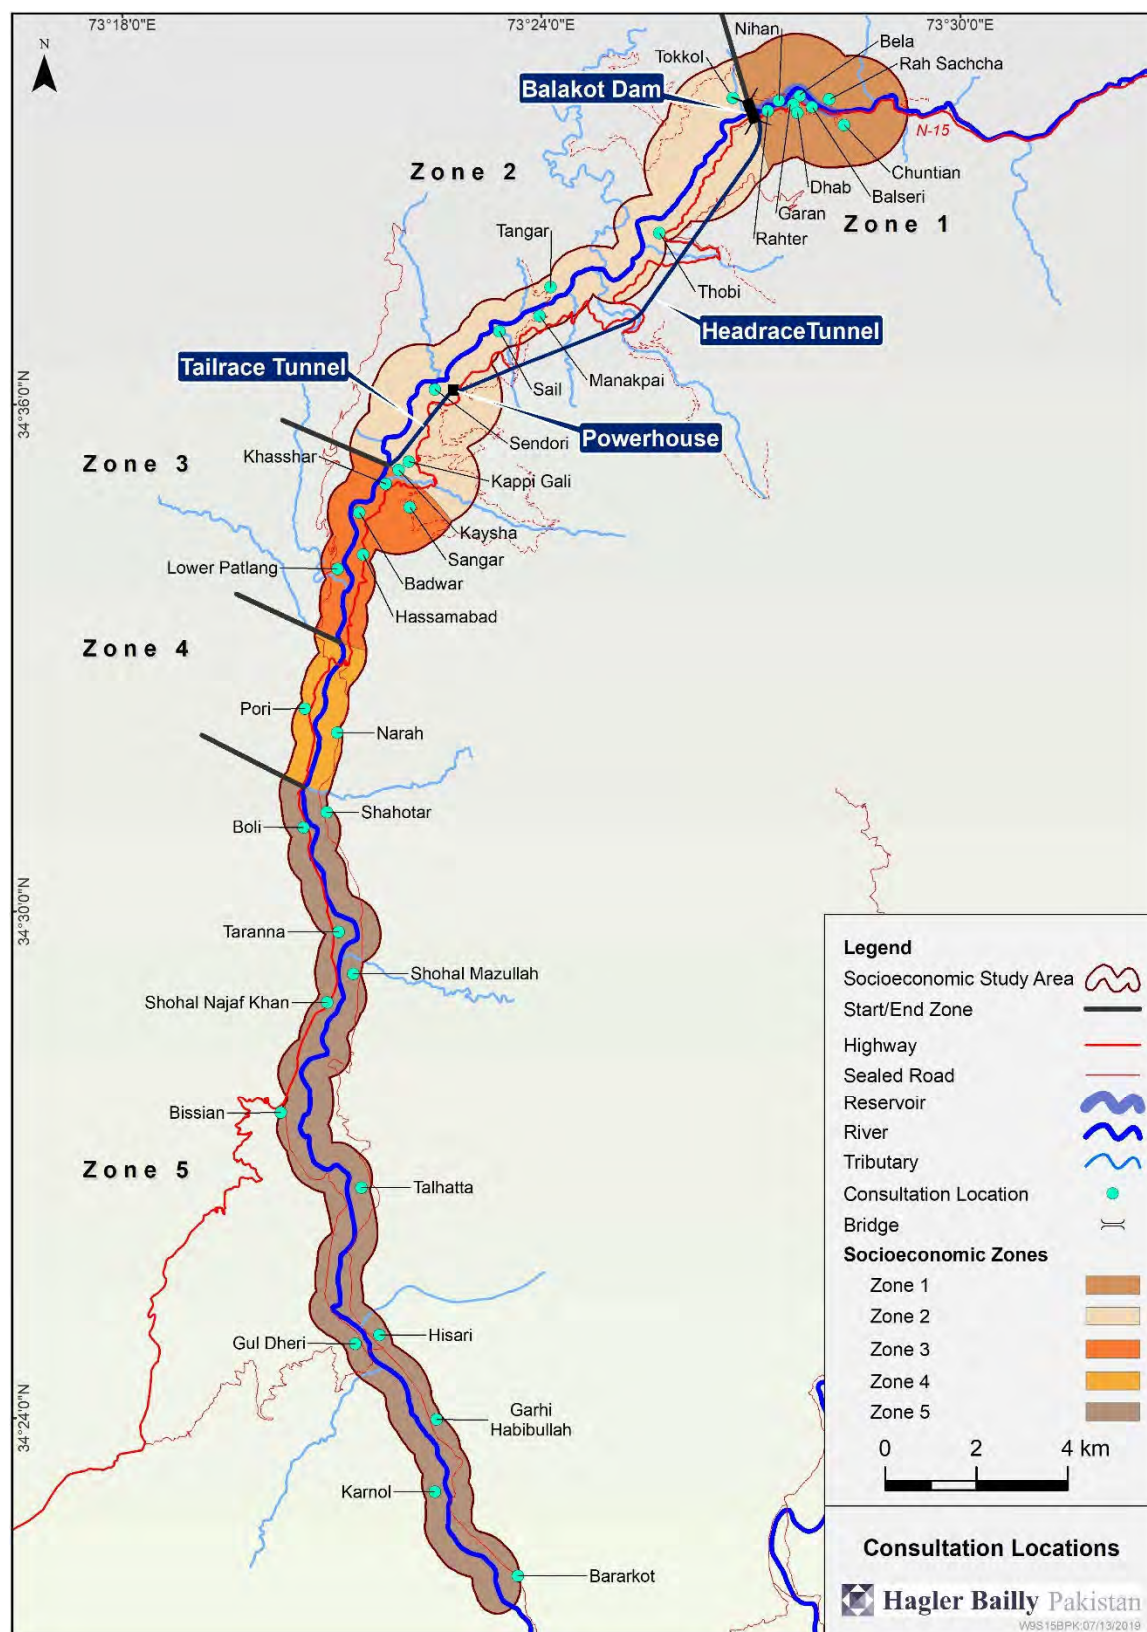 73°18'0"E
73°24'0"E
73°30'0"E
N
Nihan
Bela
Tokkol
Rah Sachcha
Balakot Dam
N-15
Zone 2
Chuntian
Dhab
Balseri
Garan
Zone 1
Tangar
Rahter
Thobi
Headrace Tunnel
Tailrace Tunnel
Manakpai
Sail
34°36'0"N
Sendori
Powerhouse
Khasshar
Zone 3
Kappi Gali
Kaysha
Sangar
Lower Patlang
Badwar
Hassamabad
Zone 4
Pori
Narah
Shahotar
Boli
34°30'0"N
Taranna
Shohal Mazullah
Shohal Najaf Khan
Bissian
Zone 5
Talhatta
Hisari
Gul Dheri
34°24'0"N
Garhi
Habibullah
Karnol
Bararkot
Legend
Socioeconomic Study Area
Start/End Zone
Highway
Sealed Road
Reservoir
River
Tributary
Consultation Location
Bridge
Socioeconomic Zones
Zone 1
Zone 2
Zone 3
Zone 4
Zone 5
0 2 4 km
Consultation Locations
Hagler Bailly Pakistan
W9S15BPK:07/13/2019